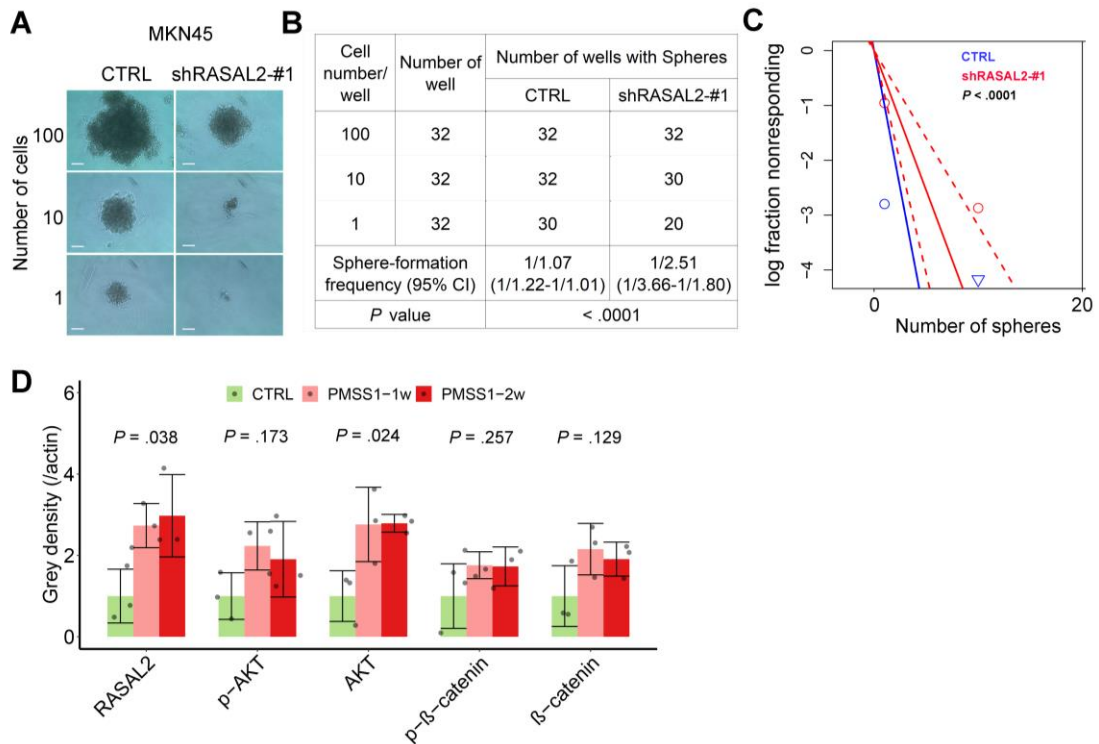 A
MKN45
CTRL shRASAL2-#1
Number of cells
100
10
1
B
Cell number/ well
Number of well
Number of wells with Spheres
CTRL shRASAL2-#1
100 32 32 32
10 32 32 30
1 32 30 20
Sphere-formation frequency (95% CI)
1/1.07 (1/1.22-1/1.01)
1/2.51 (1/3.66-1/1.80)
P value < .0001
C
log fraction nonresponding
0
-1
-2
-3
-4
CTRL
shRASAL2-#1
P < .0001
0 20
Number of spheres
D
CTRL PMSS1-1w PMSS1-2w
Grey density (/actin)
6
4
2
0
P = .038 P = .173 P = .024 P = .257 P = .129
RASAL2
p-AKT
AKT
p-ß-catenin
ß-catenin